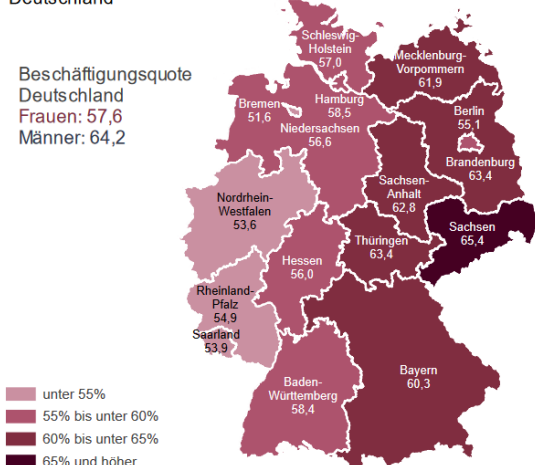 Deutschland
Beschäftigungsquote
Deutschland
Frauen: 57,6
Männer: 64,2
Schleswig-
Holstein
57,0
Mecklenburg-
Vorpommern
61,9
Hamburg
58,5
Bremen
51,6
Niedersachsen
56,6
Berlin
55,1
Brandenburg
63,4
Sachsen-
Anhalt
62,8
Nordrhein-
Westfalen
53,6
Sachsen
65,4
Thüringen
63,4
Hessen
56,0
Rheinland-
Pfalz
54,9
Saarland
53,9
Bayern
60,3
Baden-
Württemberg
58,4
unter 55%
55% bis unter 60%
60% bis unter 65%
65% und höher